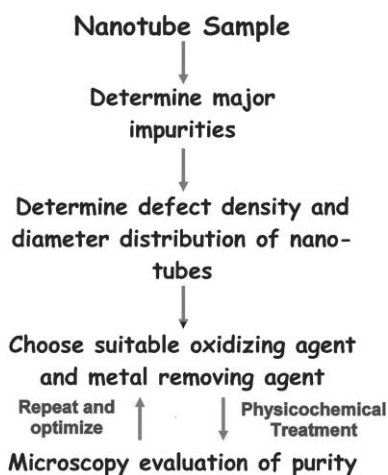 Nanotube Sample
Determine major
impurities
Determine defect density and
diameter distribution of nano-
tubes
Choose suitable oxidizing agent
and metal removing agent
Repeat and
optimize
Physicochemical
Treatment
Microscopy evaluation of purity